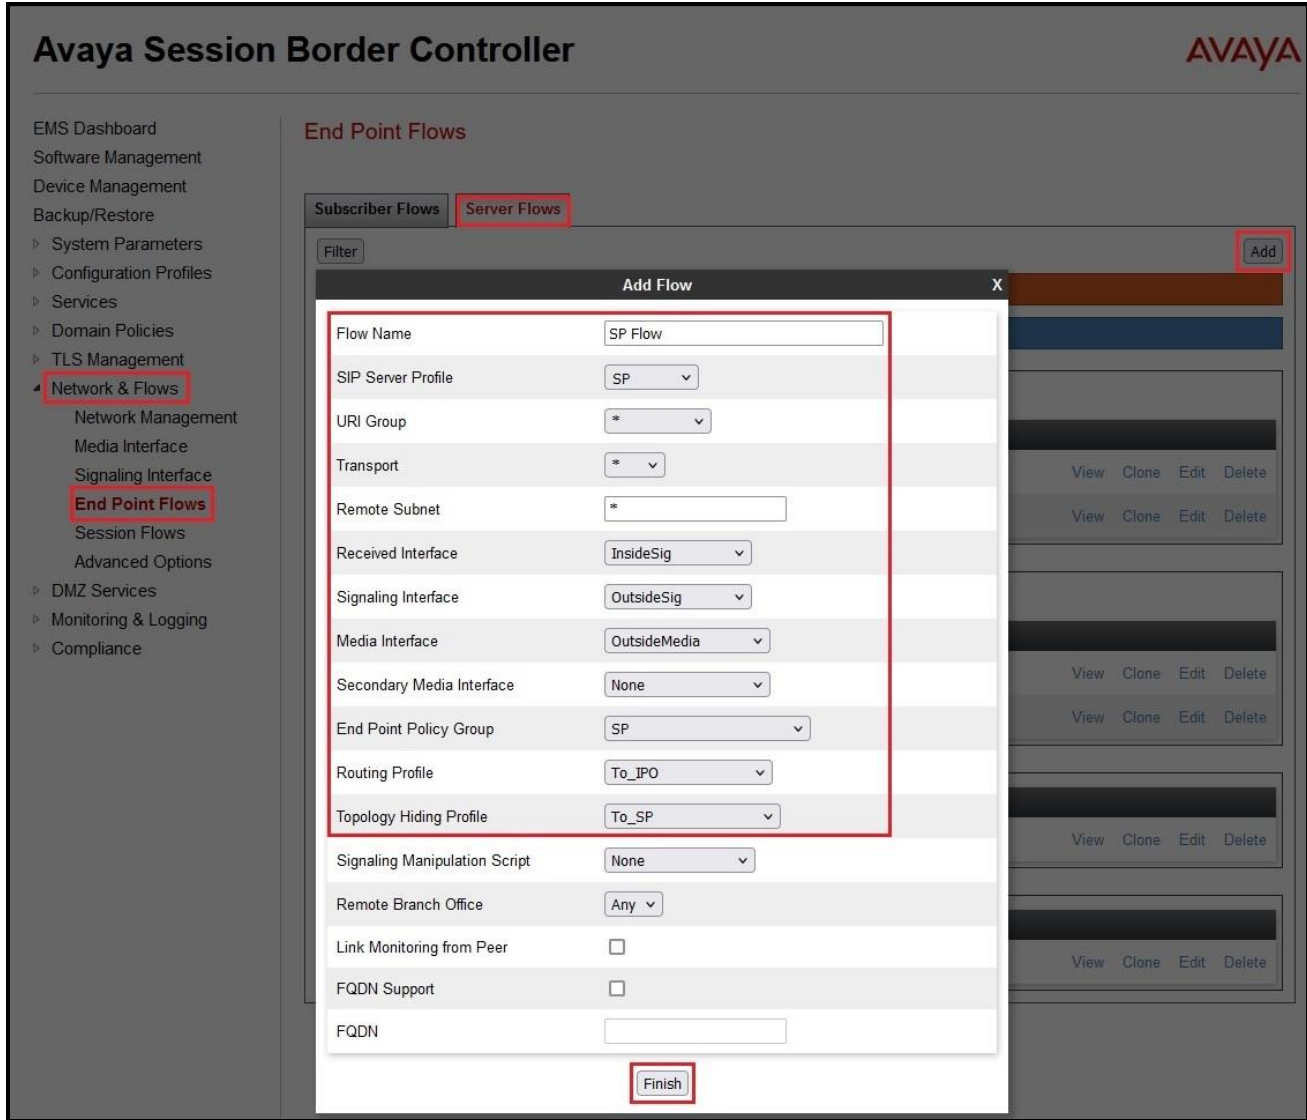 Avaya Session Border Controller
AVAYA
EMS Dashboard
Software Management
Device Management
Backup/Restore
System Parameters
Configuration Profiles
Services
Domain Policies
TLS Management
Network & Flows
Network Management
Media Interface
Signaling Interface
End Point Flows
Session Flows
Advanced Options
DMZ Services
Monitoring & Logging
Compliance
End Point Flows
Subscriber Flows Server Flows
Filter Add
Add Flow X
Flow Name SP Flow
SIP Server Profile SP
URI Group *
Transport *
Remote Subnet *
Received Interface InsideSig
Signaling Interface OutsideSig
Media Interface OutsideMedia
Secondary Media Interface None
End Point Policy Group SP
Routing Profile To_IPO
Topology Hiding Profile To_SP
Signaling Manipulation Script None
Remote Branch Office Any
Link Monitoring from Peer
FQDN Support
FQDN
Finish
View Clone Edit Delete
View Clone Edit Delete
View Clone Edit Delete
View Clone Edit Delete
View Clone Edit Delete
View Clone Edit Delete